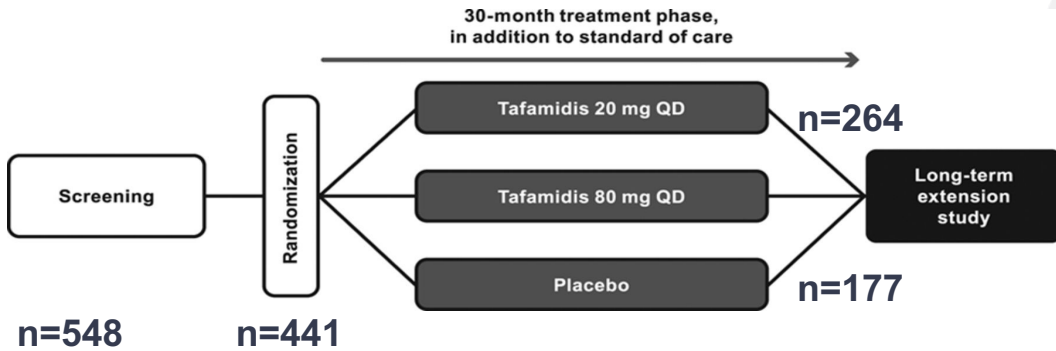 30-month treatment phase,
in addition to standard of care
Tafamidis 20 mg QD
n=264
Screening
Randomization
Tafamidis 80 mg QD
Long-term
extension
study
Placebo
n=177
n=548
n=441